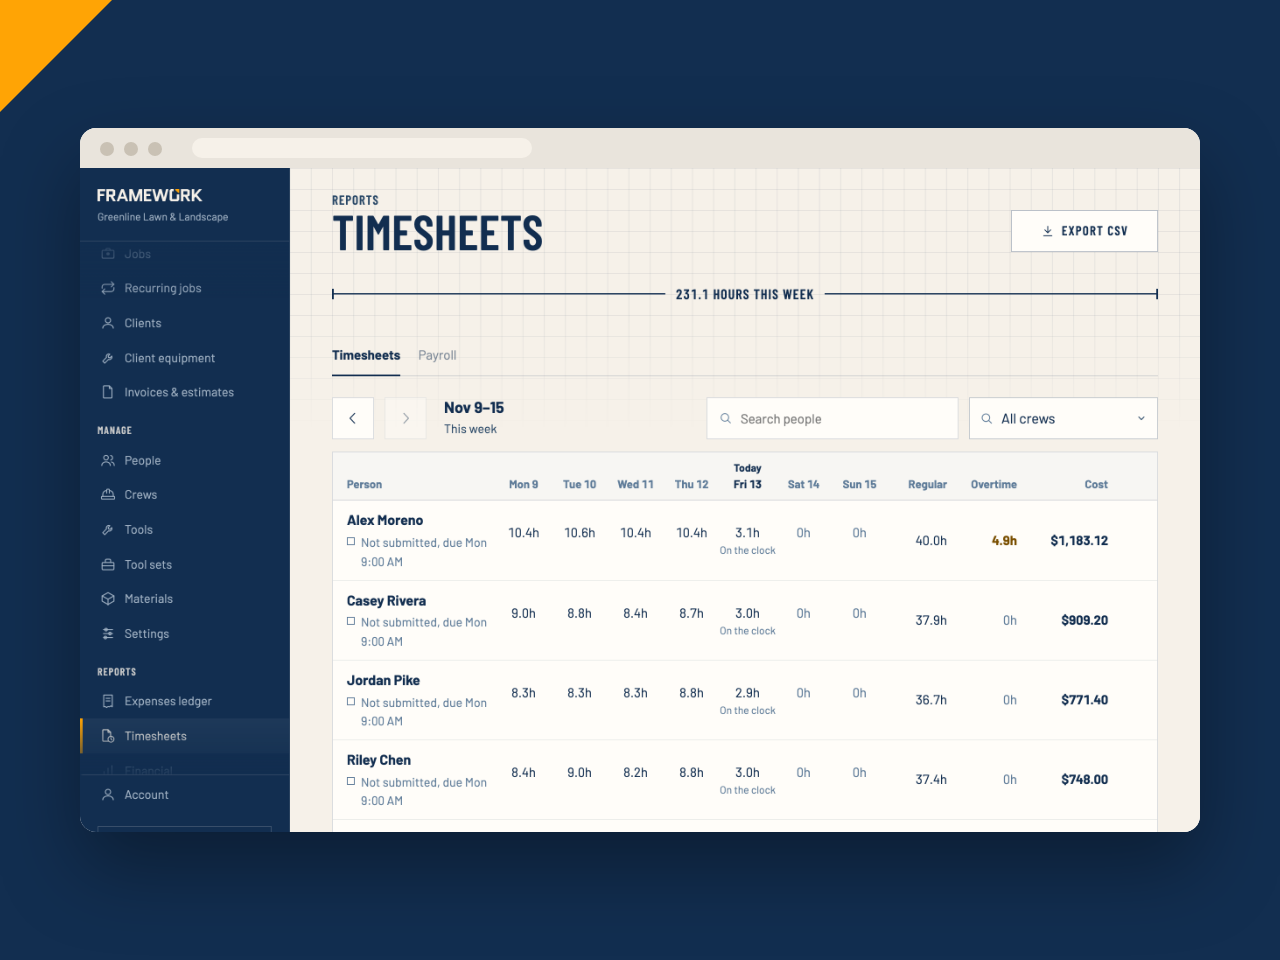 FRAMEWORK
Greenline Lawn & Landscape
Jobs
Recurring jobs
Clients
Client equipment
Invoices & estimates
MANAGE
People
Crews
Tools
Tool sets
Materials
Settings
REPORTS
Expenses ledger
Timesheets
Financial
Account
REPORTS
TIMESHEETS
EXPORT CSV
231.1 HOURS THIS WEEK
Timesheets Payroll
Nov 9–15
This week
Search people
All crews
Today
Person Mon 9 Tue 10 Wed 11 Thu 12 Fri 13 Sat 14 Sun 15 Regular Overtime Cost
Alex Moreno
Not submitted, due Mon
9:00 AM
10.4h 10.6h 10.4h 10.4h 3.1h 0h 0h
On the clock
40.0h 4.9h $1,183.12
Casey Rivera
Not submitted, due Mon
9:00 AM
9.0h 8.8h 8.4h 8.7h 3.0h 0h 0h
On the clock
37.9h 0h $909.20
Jordan Pike
Not submitted, due Mon
9:00 AM
8.3h 8.3h 8.3h 8.8h 2.9h 0h 0h
On the clock
36.7h 0h $771.40
Riley Chen
Not submitted, due Mon
9:00 AM
8.4h 9.0h 8.2h 8.8h 3.0h 0h 0h
On the clock
37.4h 0h $748.00